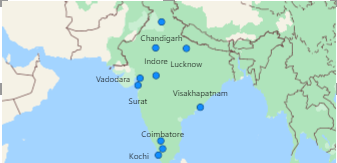 Chandigarh
Indore
Lucknow
Vadodara
Surat
Visakhapatnam
Coimbatore
Kochi